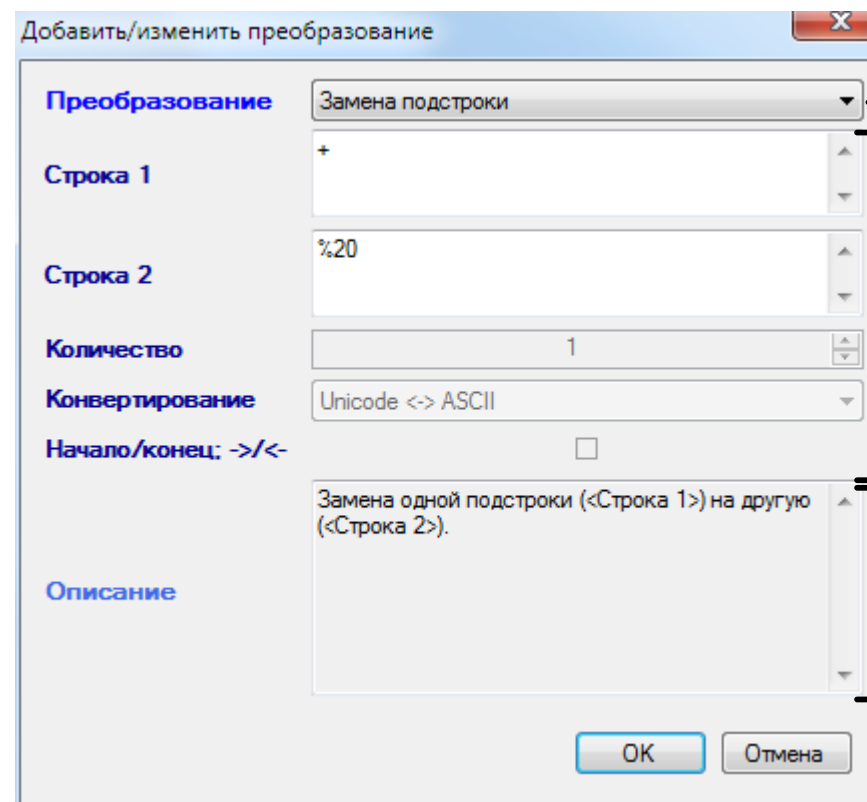 Добавить/изменить преобразование
Преобразование Замена подстроки
Строка 1 +
Строка 2 %20
Количество 1
Конвертирование Unicode <-> ASCII
Начало/конец; ->/<-
Описание Замена одной подстроки (<Строка 1>) на другую
(<Строка 2>).
OK Отмена